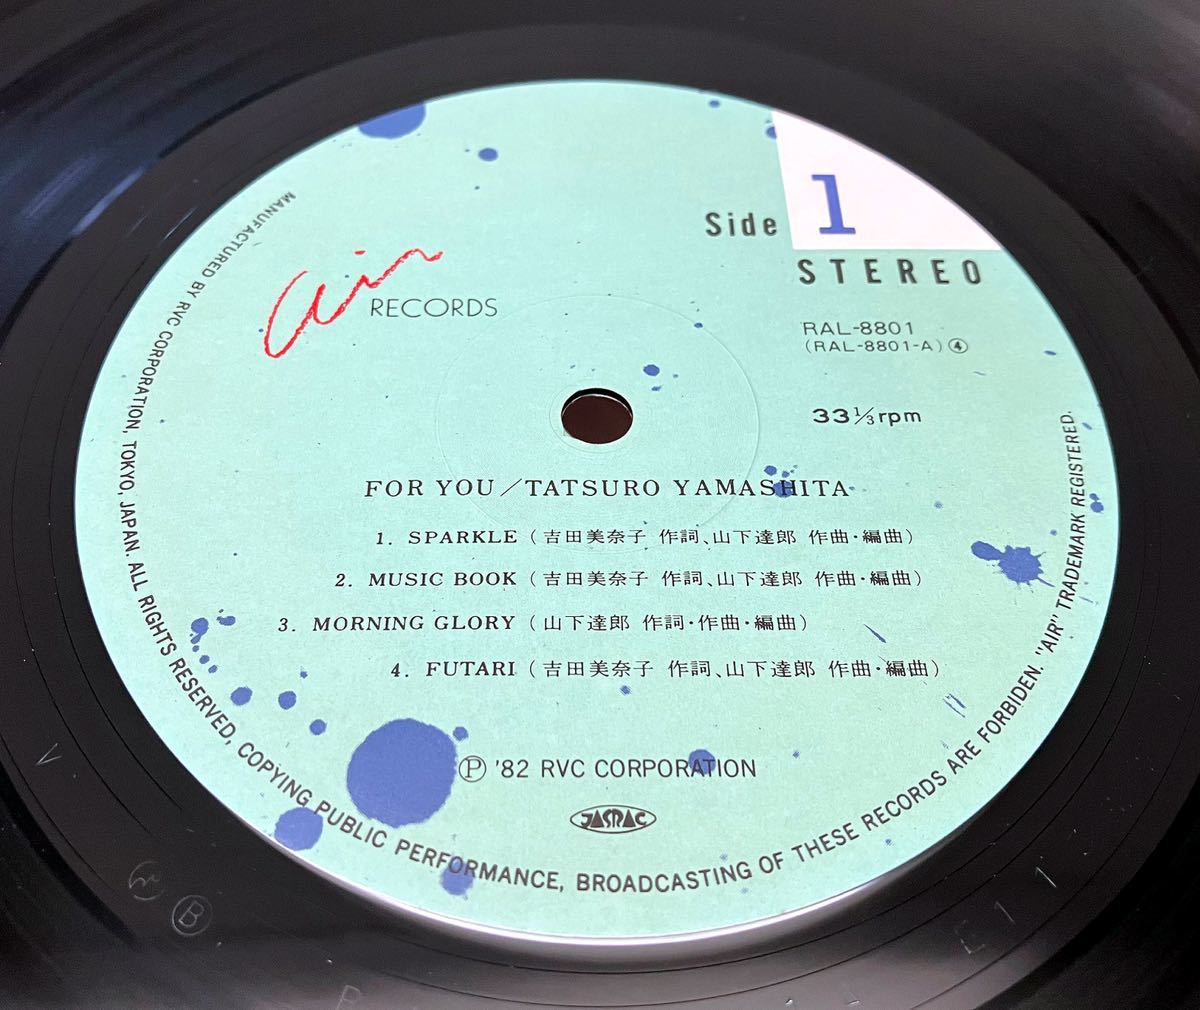 Side 1
STEREO
Air RECORDS
RAL-8801
(RAL-8801-A) ④
33 1/3 rpm
FOR YOU／TATSURO YAMASHITA
1. SPARKLE (吉田美奈子 作詞、山下達郎 作曲・編曲)
2. MUSIC BOOK (吉田美奈子 作詞、山下達郎 作曲・編曲)
3. MORNING GLORY (山下達郎 作詞・作曲・編曲)
4. FUTARI (吉田美奈子 作詞、山下達郎 作曲・編曲)
Ⓟ '82 RVC CORPORATION
JASRAC
MANUFACTURED BY RVC CORPORATION, TOKYO, JAPAN. ALL RIGHTS RESERVED, COPYING PUBLIC PERFORMANCE, BROADCASTING OF THESE RECORDS ARE FORBIDEN. "AIR" TRADEMARK REGISTERED.
Ⓑ
E11